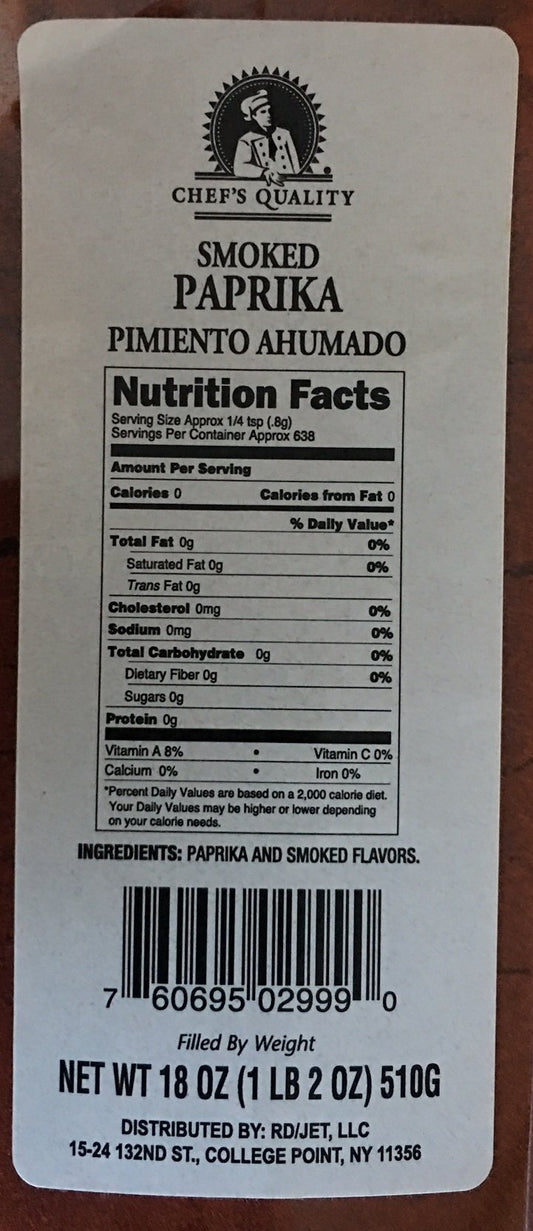 CHEF'S QUALITY
SMOKED
PAPRIKA
PIMIENTO AHUMADO
Nutrition Facts
Serving Size Approx 1/4 tsp (.8g)
Servings Per Container Approx 638
Amount Per Serving
Calories 0 Calories from Fat 0
% Daily Value*
Total Fat 0g 0%
Saturated Fat 0g 0%
Trans Fat 0g
Cholesterol 0mg 0%
Sodium 0mg 0%
Total Carbohydrate 0g 0%
Dietary Fiber 0g 0%
Sugars 0g
Protein 0g
Vitamin A 8% • Vitamin C 0%
Calcium 0% • Iron 0%
*Percent Daily Values are based on a 2,000 calorie diet.
Your Daily Values may be higher or lower depending
on your calorie needs.
INGREDIENTS: PAPRIKA AND SMOKED FLAVORS.
7 60695 02999 0
Filled By Weight
NET WT 18 OZ (1 LB 2 OZ) 510G
DISTRIBUTED BY: RD/JET, LLC
15-24 132ND ST., COLLEGE POINT, NY 11356